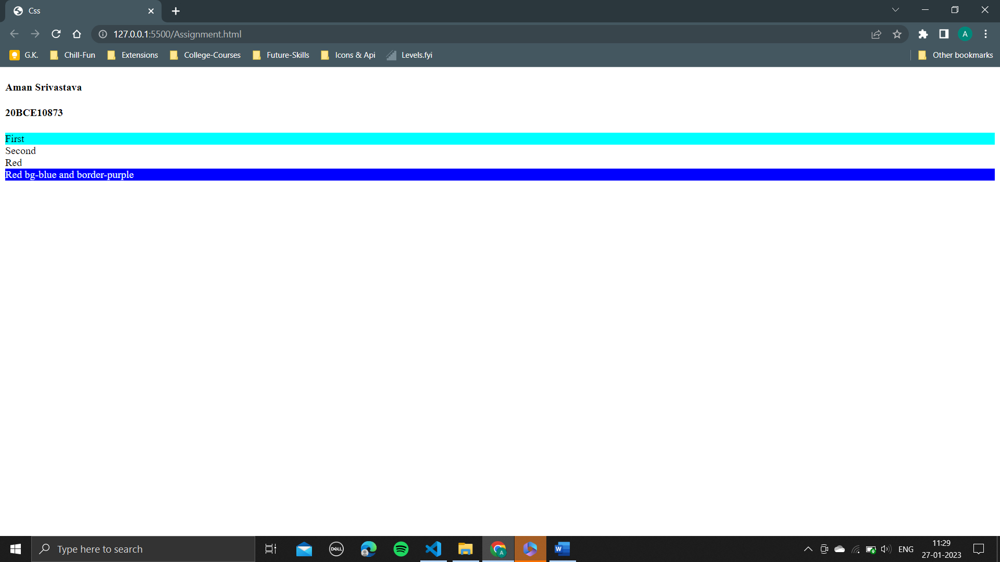 Css
127.0.0.1:5500/Assignment.html
A
G.K. Chill-Fun Extensions College-Courses Future-Skills Icons & Api Levels.fyi Other bookmarks
Aman Srivastava
20BCE10873
First
Second
Red
Red bg-blue and border-purple
Type here to search
DELL
A
W
ENG
11:29
27-01-2023